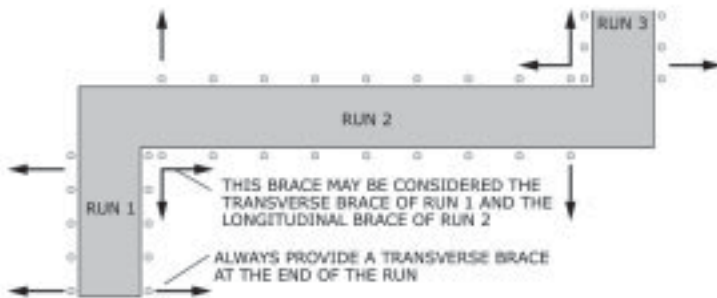 RUN 3
RUN 2
THIS BRACE MAY BE CONSIDERED THE
TRANSVERSE BRACE OF RUN 1 AND THE
LONGITUDINAL BRACE OF RUN 2
RUN 1
ALWAYS PROVIDE A TRANSVERSE BRACE
AT THE END OF THE RUN